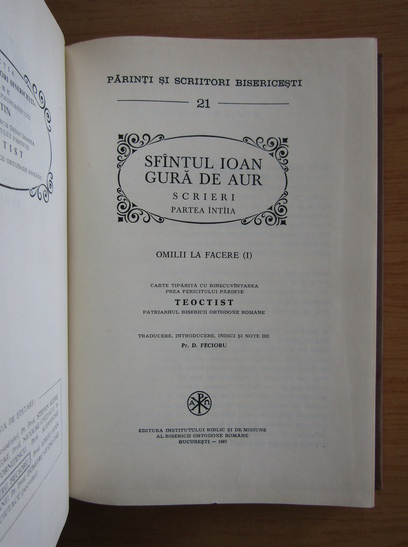 PĂRINȚI ȘI SCRIITORI BISERICEȘTI
21
SFÎNTUL IOAN
GURĂ DE AUR
SCRIERI
PARTEA ÎNTÎIA
OMILII LA FACERE (I)
CARTE TIPĂRITĂ CU BINECUVÎNTAREA
PREA FERICITULUI PĂRINTE
TEOCTIST
PATRIARHUL BISERICII ORTODOXE ROMÂNE
TRADUCERE, INTRODUCERE, INDICI ȘI NOTE DE
Pr. D. FECIORU
A Ω
EDITURA INSTITUTULUI BIBLIC ȘI DE MISIUNE
AL BISERICII ORTODOXE ROMÂNE
BUCUREȘTI — 1987